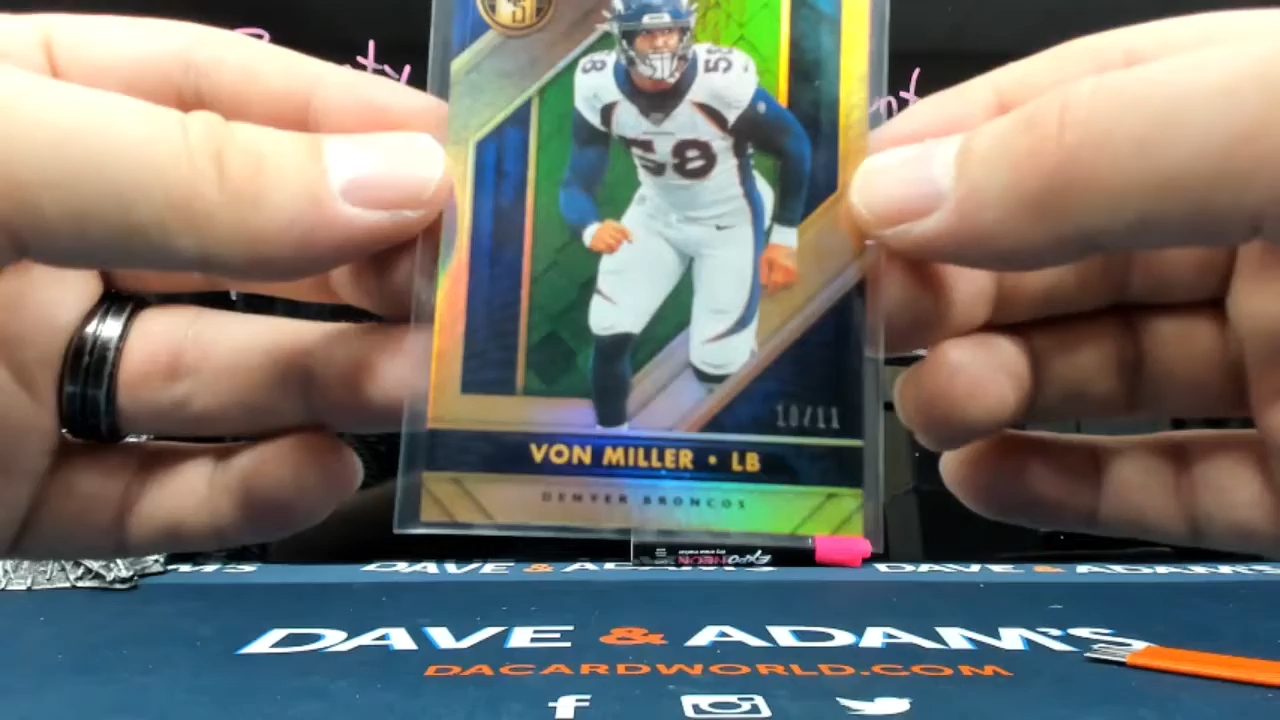 58
58
58
10/11
VON MILLER • LB
DENVER BRONCOS
Expo NEON
DAVE & ADAM'S
DAVE & ADAM'S
DAVE & ADAM'S
DACARDWORLD.COM